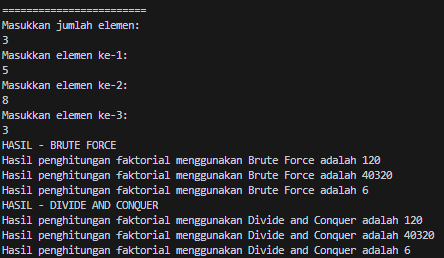 ========================
Masukkan jumlah elemen:
3
Masukkan elemen ke-1:
5
Masukkan elemen ke-2:
8
Masukkan elemen ke-3:
3
HASIL - BRUTE FORCE
Hasil penghitungan faktorial menggunakan Brute Force adalah 120
Hasil penghitungan faktorial menggunakan Brute Force adalah 40320
Hasil penghitungan faktorial menggunakan Brute Force adalah 6
HASIL - DIVIDE AND CONQUER
Hasil penghitungan faktorial menggunakan Divide and Conquer adalah 120
Hasil penghitungan faktorial menggunakan Divide and Conquer adalah 40320
Hasil penghitungan faktorial menggunakan Divide and Conquer adalah 6